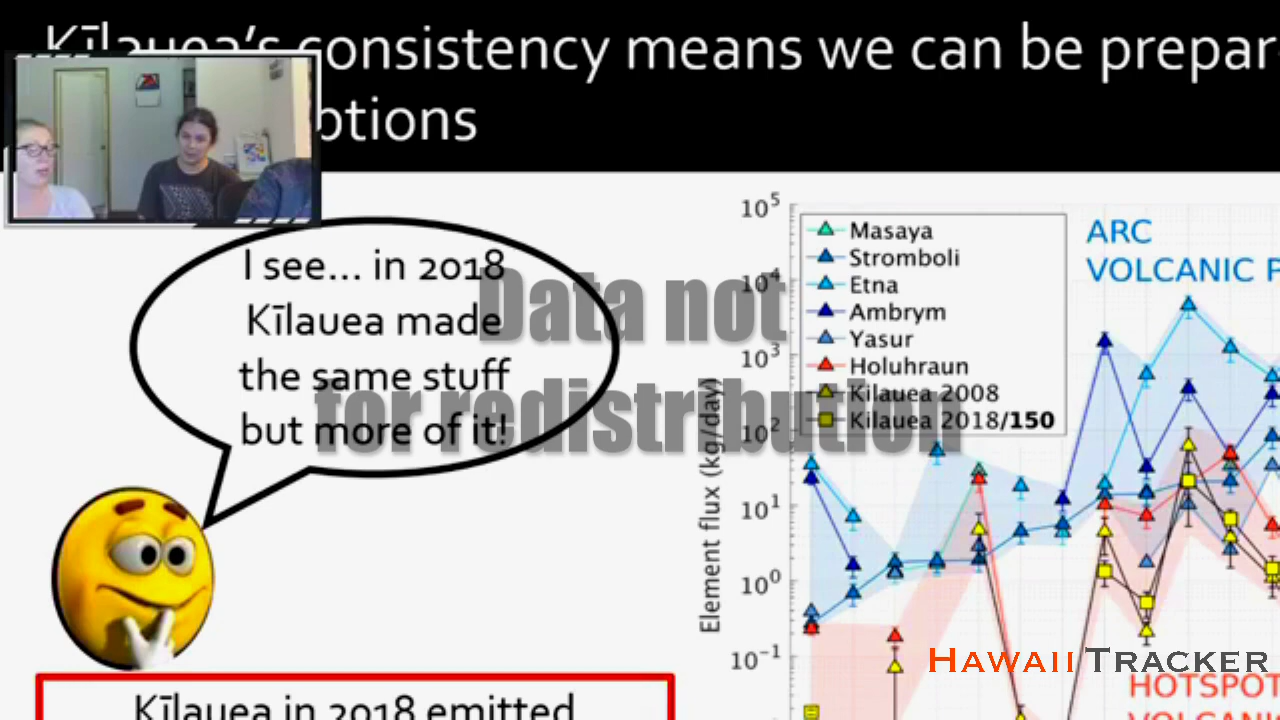 Kīlauea's consistency means we can be prepar
ptions
I see... in 2018
Kīlauea made
the same stuff
but more of it!
Data not
for redistribution
Kīlauea in 2018 emitted
Element flux (kg/day)
10⁵
10⁴
10³
10²
10¹
10⁰
10⁻¹
Masaya
Stromboli
Etna
Ambrym
Yasur
Holuhraun
Kilauea 2008
Kilauea 2018/150
ARC
VOLCANIC P
HAWAII TRACKER
HOTSPOT
VOLCANIC